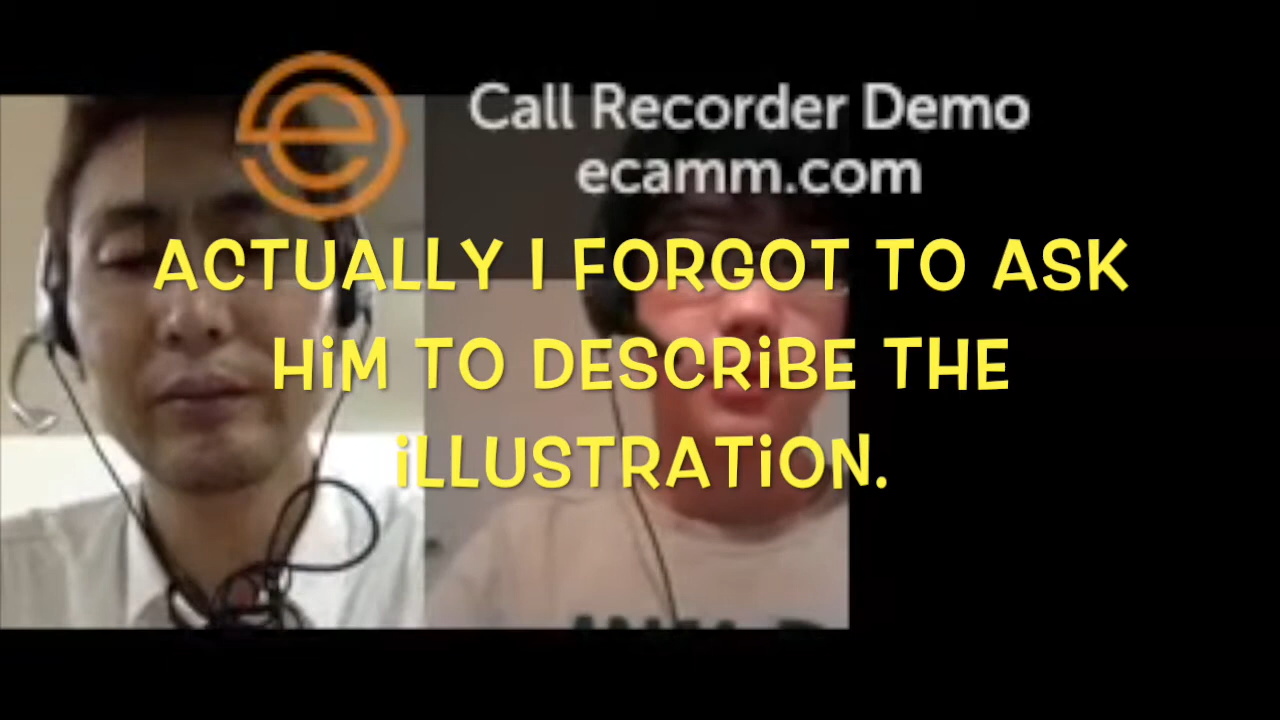 Call Recorder Demo
ecamm.com
ACTUALLY I FORGOT TO ASK
HiM TO DESCRiBE THE
iLLUSTRATiON.